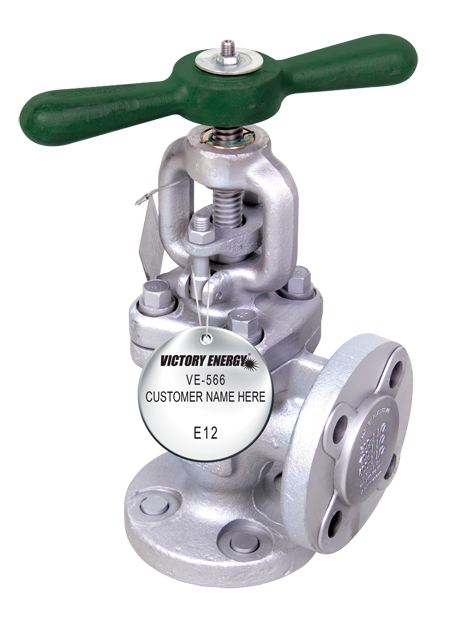 VICTORY ENERGY
VE-566
CUSTOMER NAME HERE
E12